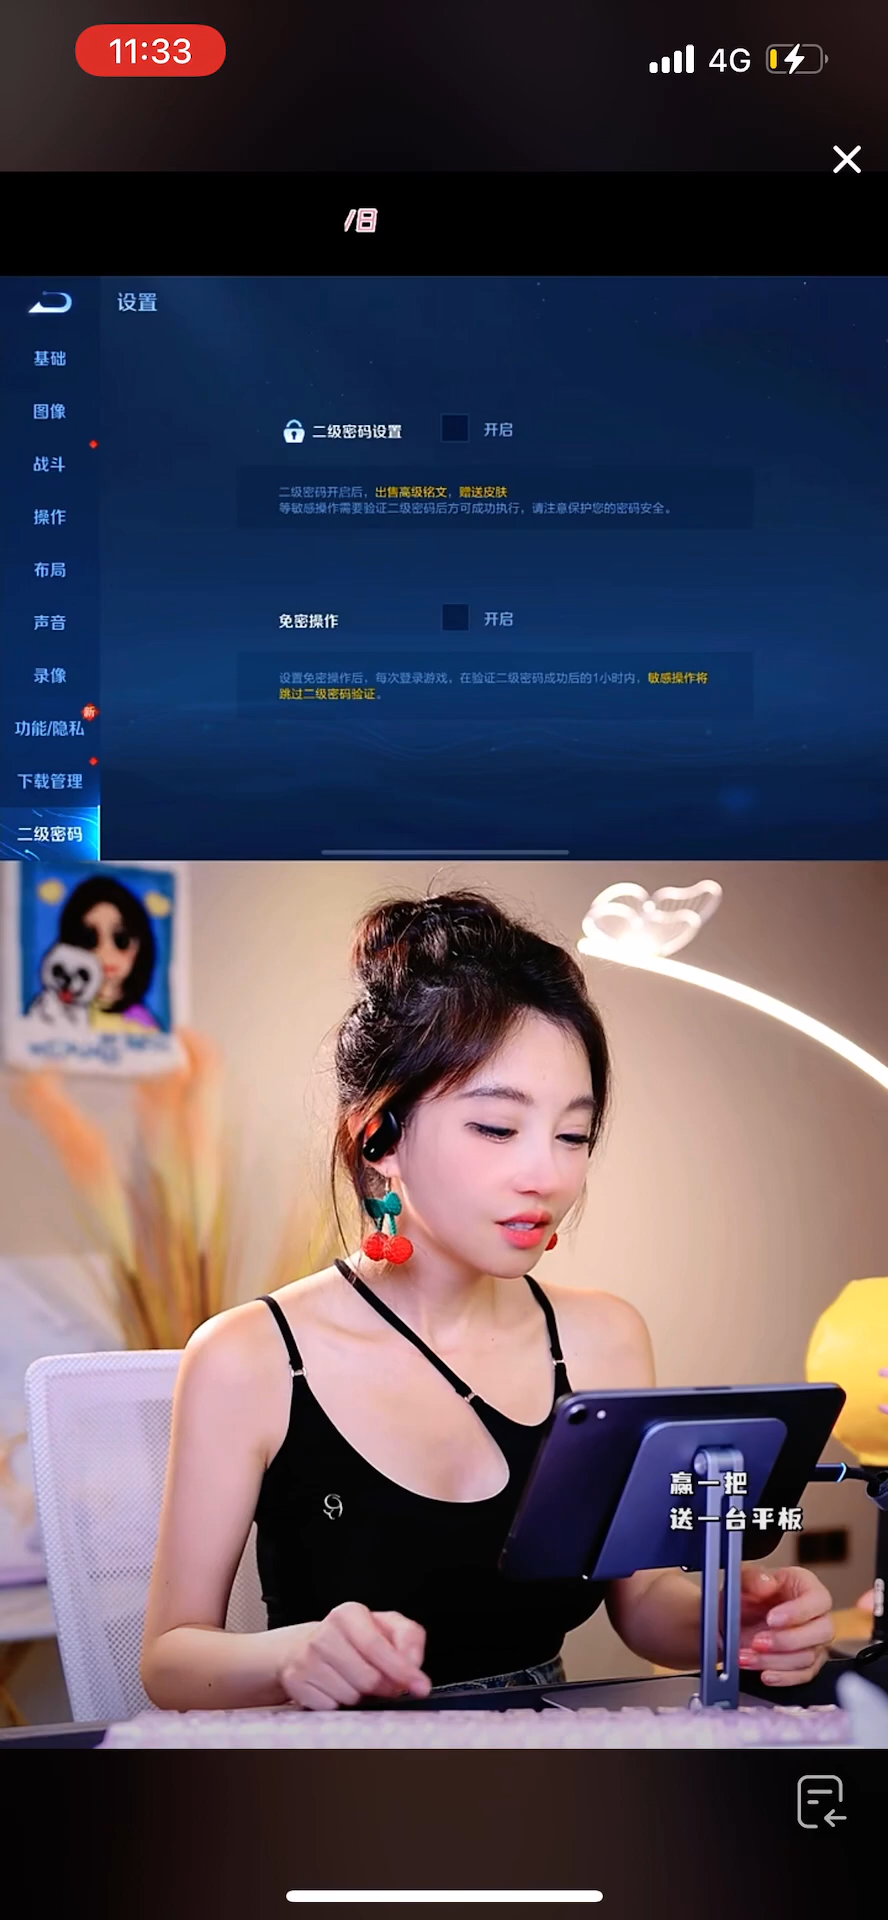 11:33
4G
/8
设置
基础
图像
战斗
操作
布局
声音
录像
新
功能/隐私
下载管理
二级密码
二级密码设置 开启
二级密码开启后，出售高级铭文，赠送皮肤
等敏感操作需要验证二级密码后方可成功执行，请注意保护您的密码安全。
免密操作 开启
设置免密操作后，每次登录游戏，在验证二级密码成功后的1小时内，敏感操作将
跳过二级密码验证。
赢一把
送一台平板